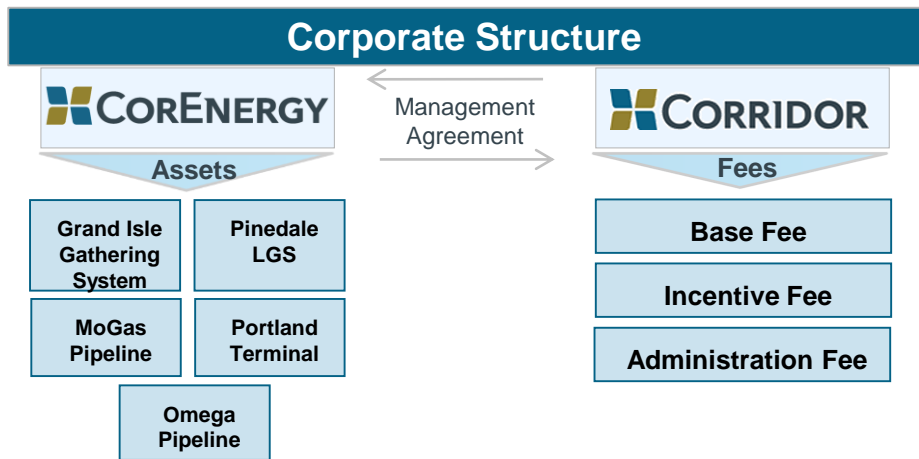 Corporate Structure
CORENERGY
Management
Agreement
CORRIDOR
Assets
Fees
Grand Isle
Gathering
System
Pinedale
LGS
MoGas
Pipeline
Portland
Terminal
Omega
Pipeline
Base Fee
Incentive Fee
Administration Fee